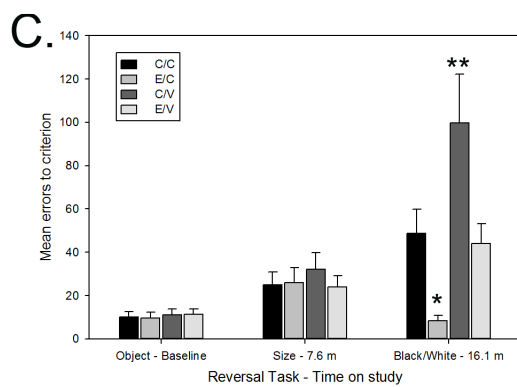 C.
140
120
100
80
60
40
20
0
Mean errors to criterion
C/C
E/C
C/V
E/V
*
**
Object - Baseline
Size - 7.6 m
Black/White - 16.1 m
Reversal Task - Time on study